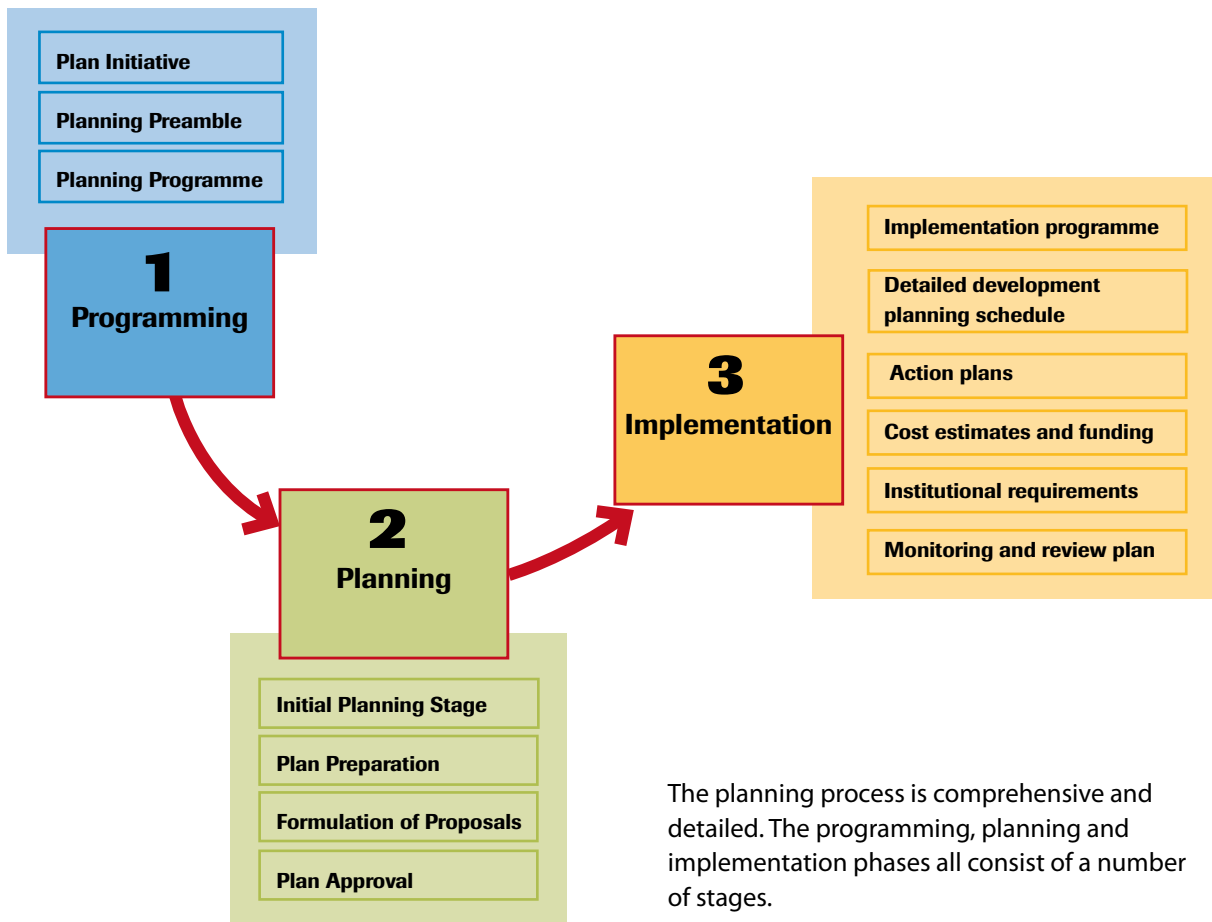 Plan Initiative
Planning Preamble
Planning Programme
1
Programming
2
Planning
Initial Planning Stage
Plan Preparation
Formulation of Proposals
Plan Approval
3
Implementation
Implementation programme
Detailed development
planning schedule
Action plans
Cost estimates and funding
Institutional requirements
Monitoring and review plan
The planning process is comprehensive and
detailed. The programming, planning and
implementation phases all consist of a number
of stages.